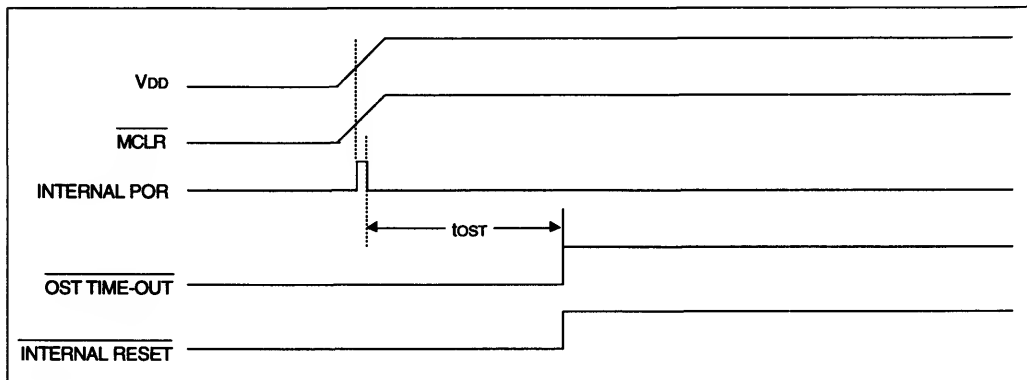 VDD
MCLR
INTERNAL POR
tOST
OST TIME-OUT
INTERNAL RESET